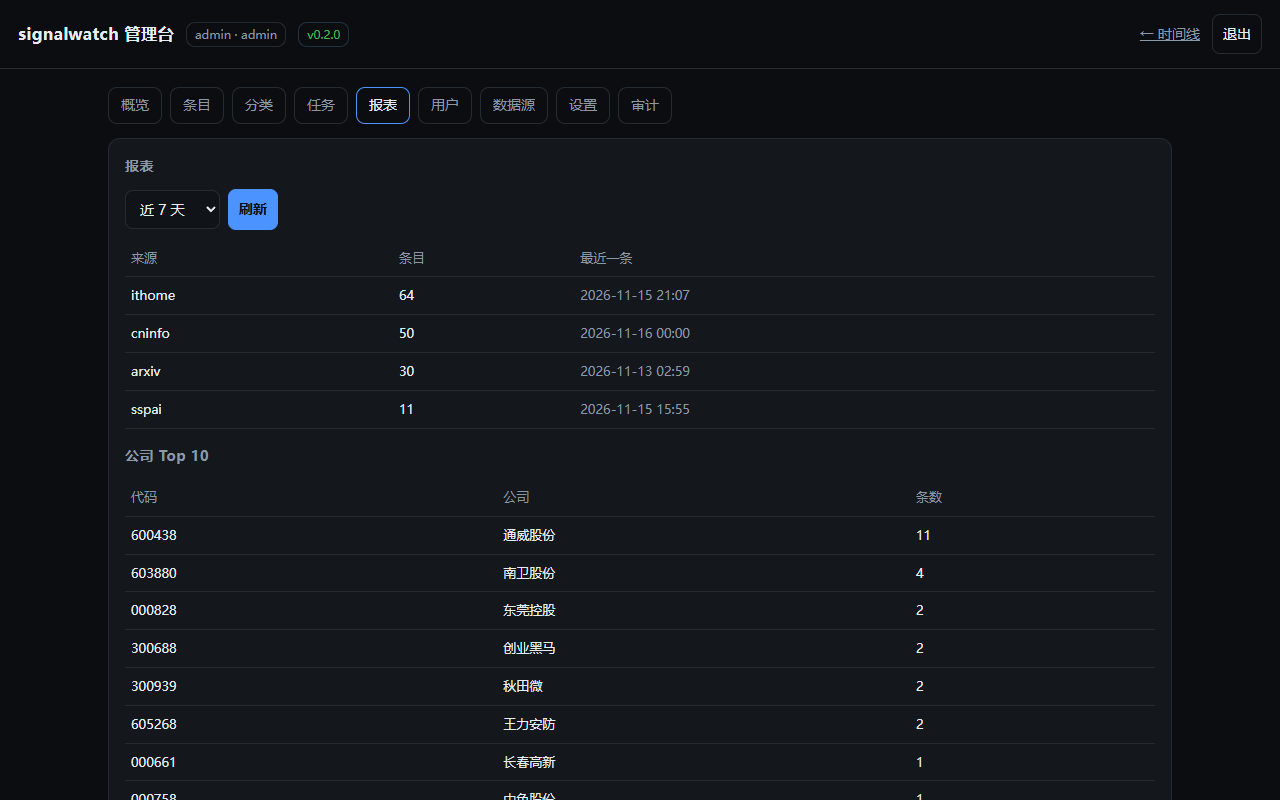 signalwatch 管理台 admin · admin v0.2.0 ← 时间线 退出
概览 条目 分类 任务 报表 用户 数据源 设置 审计
报表
近 7 天 刷新
来源 条目 最近一条
ithome 64 2026-11-15 21:07
cninfo 50 2026-11-16 00:00
arxiv 30 2026-11-13 02:59
sspai 11 2026-11-15 15:55
公司 Top 10
代码 公司 条数
600438 通威股份 11
603880 南卫股份 4
000828 东莞控股 2
300688 创业黑马 2
300939 秋田微 2
605268 王力安防 2
000661 长春高新 1
000758 中色股份 1